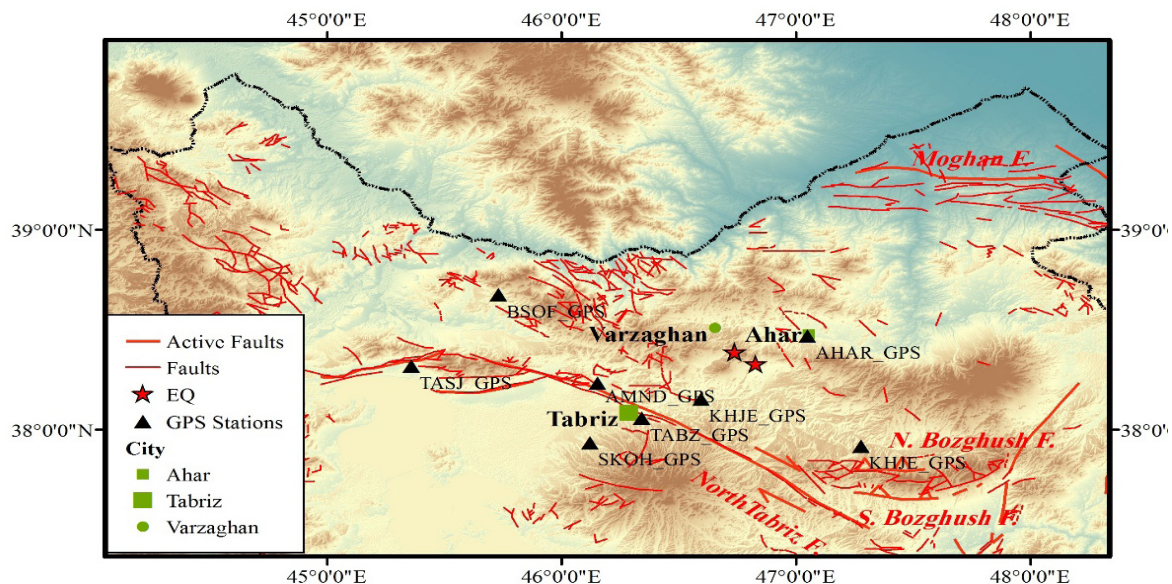 45°0'0"E 46°0'0"E 47°0'0"E 48°0'0"E
Moghan F.
39°0'0"N
39°0'0
BSOF_GPS
Varzaghan
Ahar
AHAR_GPS
Active Faults
Faults
EQ
GPS Stations
City
Ahar
Tabriz
Varzaghan
TASJ_GPS
AMND_GPS
KHJE_GPS
Tabriz
TABZ_GPS
SKOH_GPS
38°0'0"N
38°0'0
N. Bozghush F.
KHJE_GPS
S. Bozghush F.
NorthTabriz F.
45°0'0"E 46°0'0"E 47°0'0"E 48°0'0"E